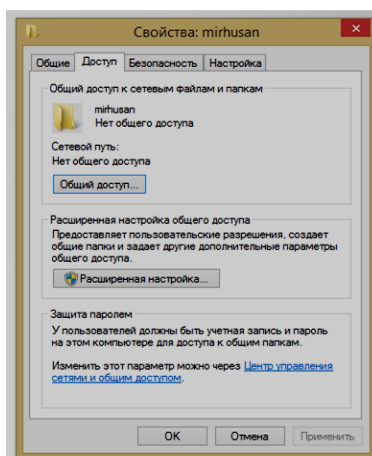 Свойства: mirhusan
Общие Доступ Безопасность Настройка
Общий доступ к сетевым файлам и папкам
mirhusan
Нет общего доступа
Сетевой путь:
Нет общего доступа
Общий доступ...
Расширенная настройка общего доступа
Предоставляет пользовательские разрешения, создает
общие папки и задает другие дополнительные параметры
общего доступа.
Расширенная настройка...
Защита паролем
У пользователей должны быть учетная запись и пароль
на этом компьютере для доступа к общим папкам.
Изменить этот параметр можно через Центр управления
сетями и общим доступом.
ОК Отмена Применить